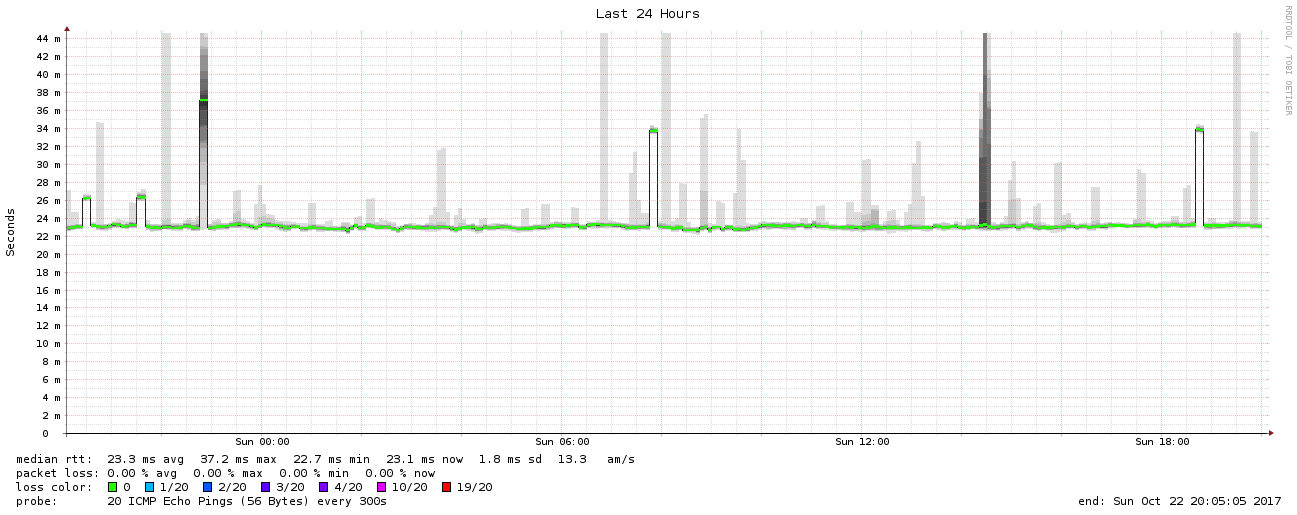 Last 24 Hours
RRDTOOL / TOBI OETIKER
44 m
42 m
40 m
38 m
36 m
34 m
32 m
30 m
28 m
26 m
24 m
22 m
20 m
18 m
16 m
14 m
12 m
10 m
8 m
6 m
4 m
2 m
0
Seconds
Sun 00:00 Sun 06:00 Sun 12:00 Sun 18:00
median rtt: 23.3 ms avg 37.2 ms max 22.7 ms min 23.1 ms now 1.8 ms sd 13.3 am/s
packet loss: 0.00 % avg 0.00 % max 0.00 % min 0.00 % now
loss color: 0 1/20 2/20 3/20 4/20 10/20 19/20
probe: 20 ICMP Echo Pings (56 Bytes) every 300s end: Sun Oct 22 20:05:05 2017